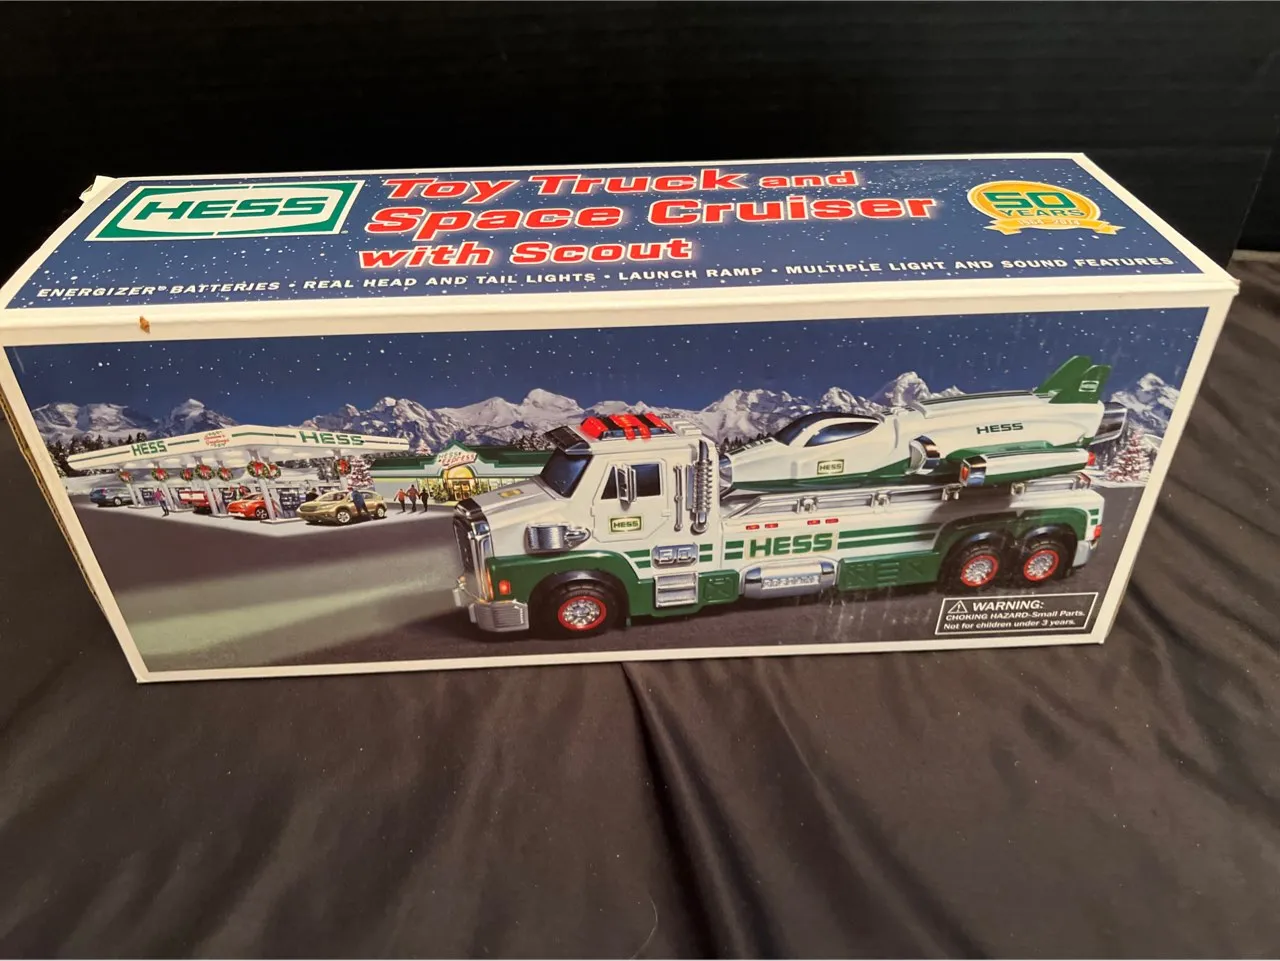 HESS
Toy Truck and
Space Cruiser
with Scout
50
YEARS
ENERGIZER® BATTERIES • REAL HEAD AND TAIL LIGHTS • LAUNCH RAMP • MULTIPLE LIGHT AND SOUND FEATURES
HESS
HESS
HESS
EXPRESS
HESS
HESS
HESS
HESS
WARNING:
CHOKING HAZARD-Small Parts.
Not for children under 3 years.